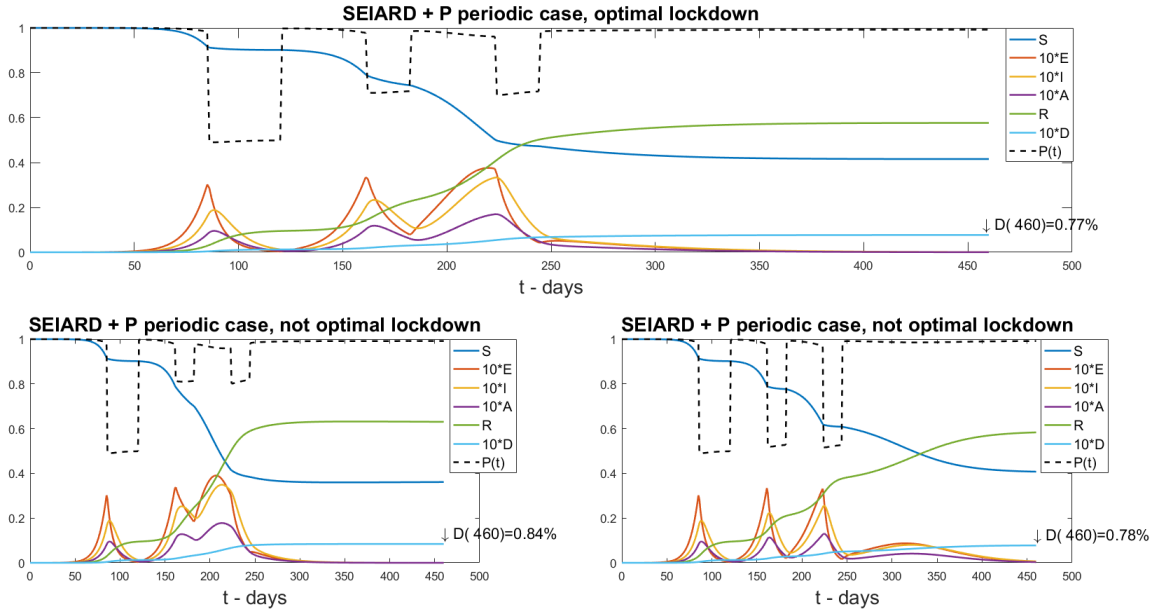 SEIARD + P periodic case, optimal lockdown
1
0.8
0.6
0.4
0.2
0
0 50 100 150 200 250 300 350 400 450 500
t - days
S
10*E
10*I
10*A
R
10*D
P(t)
↓ D( 460)=0.77%
SEIARD + P periodic case, not optimal lockdown
1
0.8
0.6
0.4
0.2
0
0 50 100 150 200 250 300 350 400 450 500
t - days
S
10*E
10*I
10*A
R
10*D
P(t)
↓ D( 460)=0.84%
SEIARD + P periodic case, not optimal lockdown
1
0.8
0.6
0.4
0.2
0
0 50 100 150 200 250 300 350 400 450 500
t - days
S
10*E
10*I
10*A
R
10*D
P(t)
↓ D( 460)=0.78%